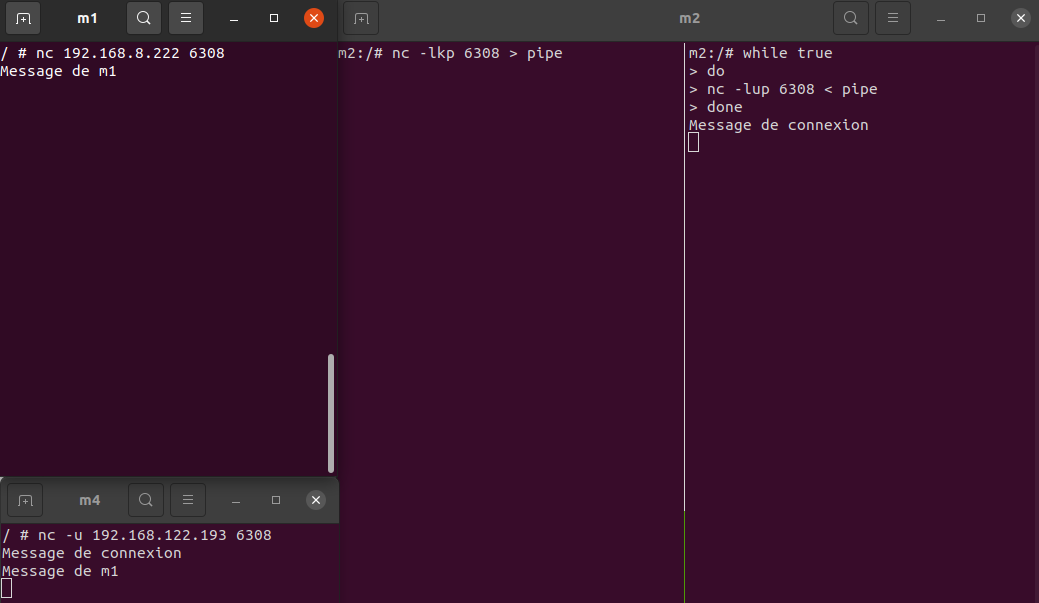 m1
/ # nc 192.168.8.222 6308
Message de m1
m2
m2:/# nc -lkp 6308 > pipe
m2:/# while true
> do
> nc -lup 6308 < pipe
> done
Message de connexion
m4
/ # nc -u 192.168.122.193 6308
Message de connexion
Message de m1